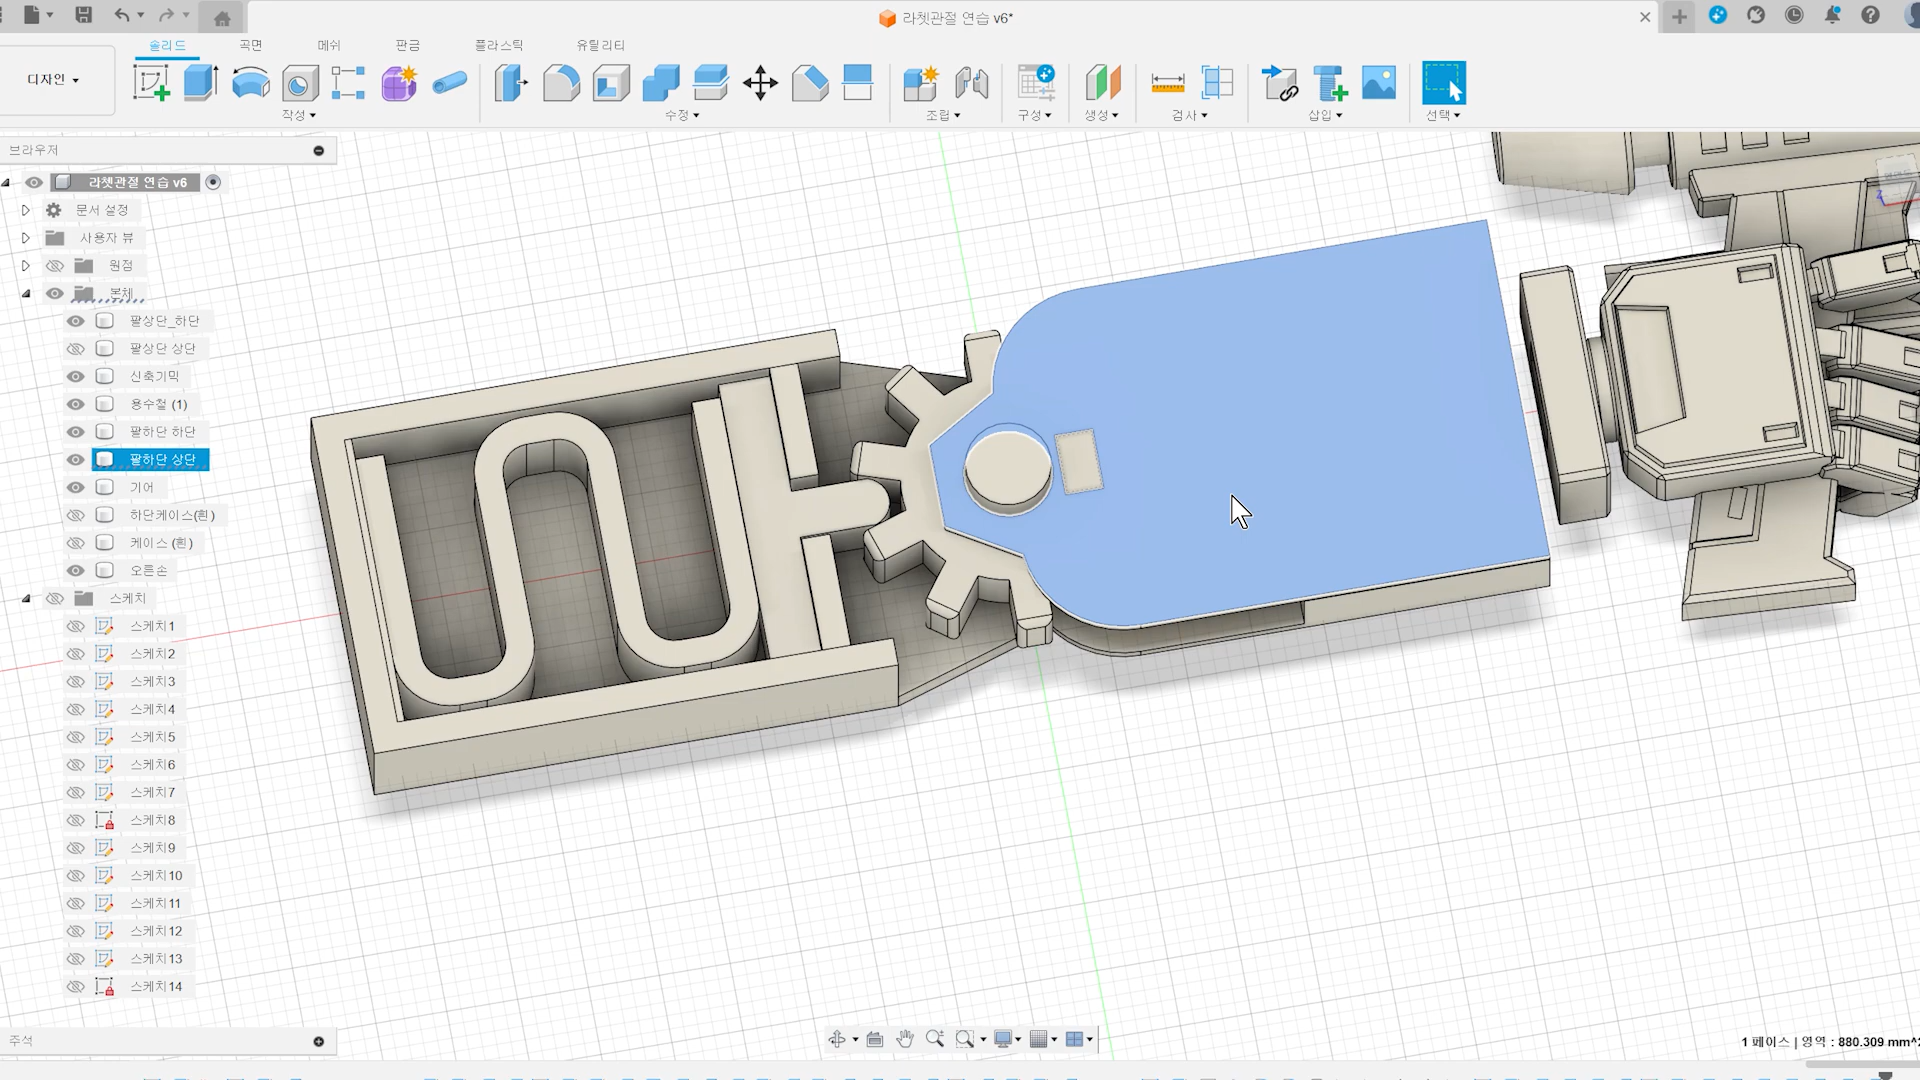 라쳇관절 연습 v6*
솔리드 곡면 메쉬 판금 플라스틱 유틸리티
디자인
작성 수정 조립 구성 생성 검사 삽입 선택
브라우저
라쳇관절 연습 v6
문서 설정
사용자 뷰
원점
본체
팔상단_하단
팔상단 상단
신축기믹
용수철 (1)
팔하단 하단
팔하단 상단
기어
하단케이스(흰)
케이스 (흰)
오른손
스케치
스케치1
스케치2
스케치3
스케치4
스케치5
스케치6
스케치7
스케치8
스케치9
스케치10
스케치11
스케치12
스케치13
스케치14
주석
1 페이스 | 영역 : 880.309 mm^2